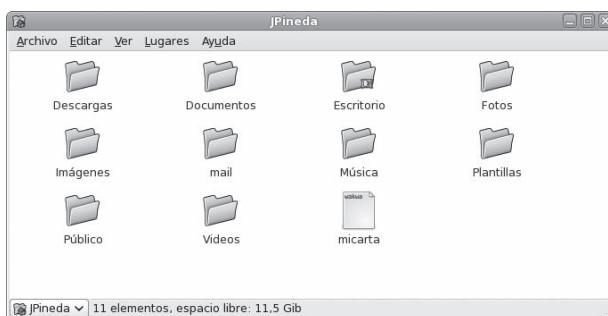 JPineda
Archivo Editar Ver Lugares Ayuda
Descargas Documentos Escritorio Fotos
Imágenes mail Música Plantillas
Público Videos micarta
JPineda 11 elementos, espacio libre: 11,5 Gib